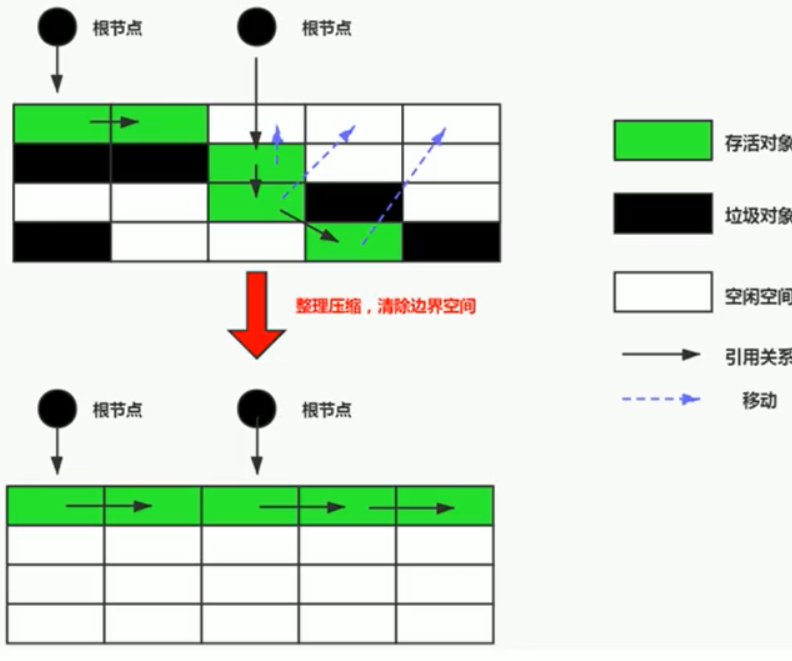 根节点
根节点
存活对象
垃圾对象
空闲空间
引用关系
移动
整理压缩，清除边界空间
根节点
根节点